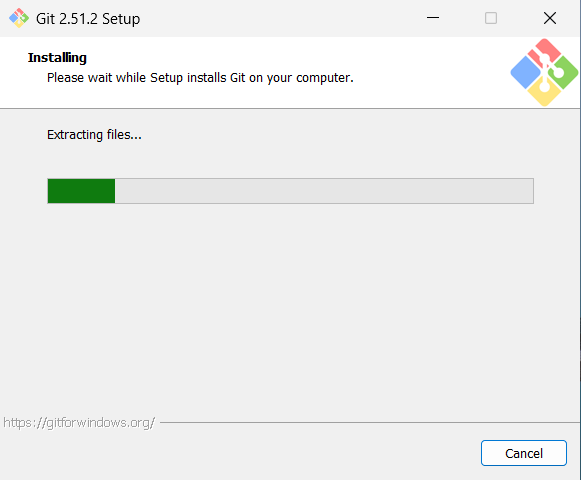 Git 2.51.2 Setup
Installing
Please wait while Setup installs Git on your computer.
Extracting files...
https://gitforwindows.org/
Cancel